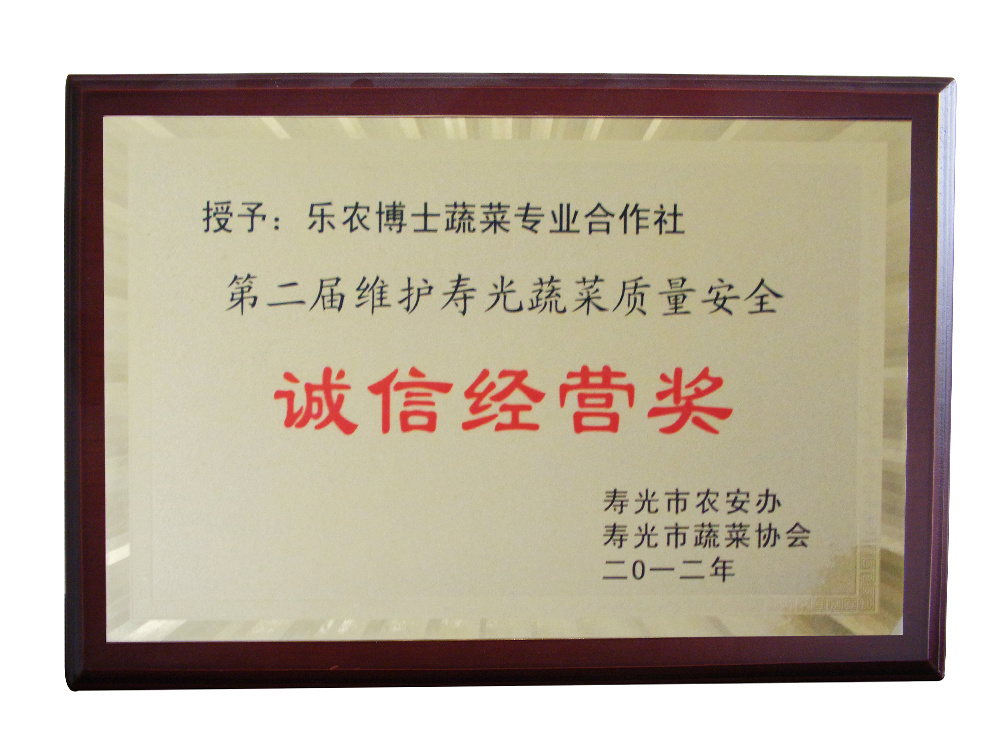 授予：乐农博士蔬菜专业合作社
第二届维护寿光蔬菜质量安全
诚信经营奖
寿光市农安办
寿光市蔬菜协会
二0一二年